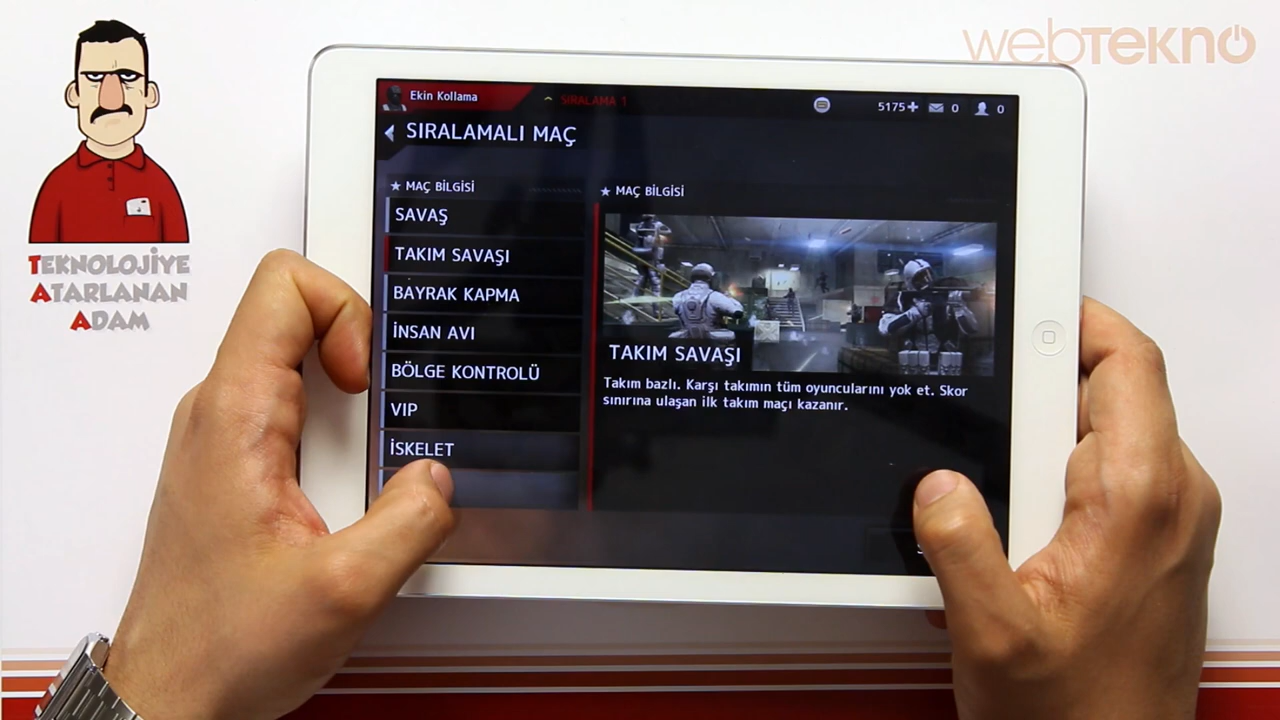 webTEKNO
Ekin Kollama
SIRALAMA 1
5175+
0
0
SIRALAMALI MAÇ
MAÇ BİLGİSİ
SAVAŞ
TAKIM SAVAŞI
BAYRAK KAPMA
İNSAN AVI
BÖLGE KONTROLÜ
VIP
İSKELET
MAÇ BİLGİSİ
TAKIM SAVAŞI
Takım bazlı. Karşı takımın tüm oyuncularını yok et. Skor
sınırına ulaşan ilk takım maçı kazanır.
TEKNOLOJİYE
ATARLANAN
ADAM